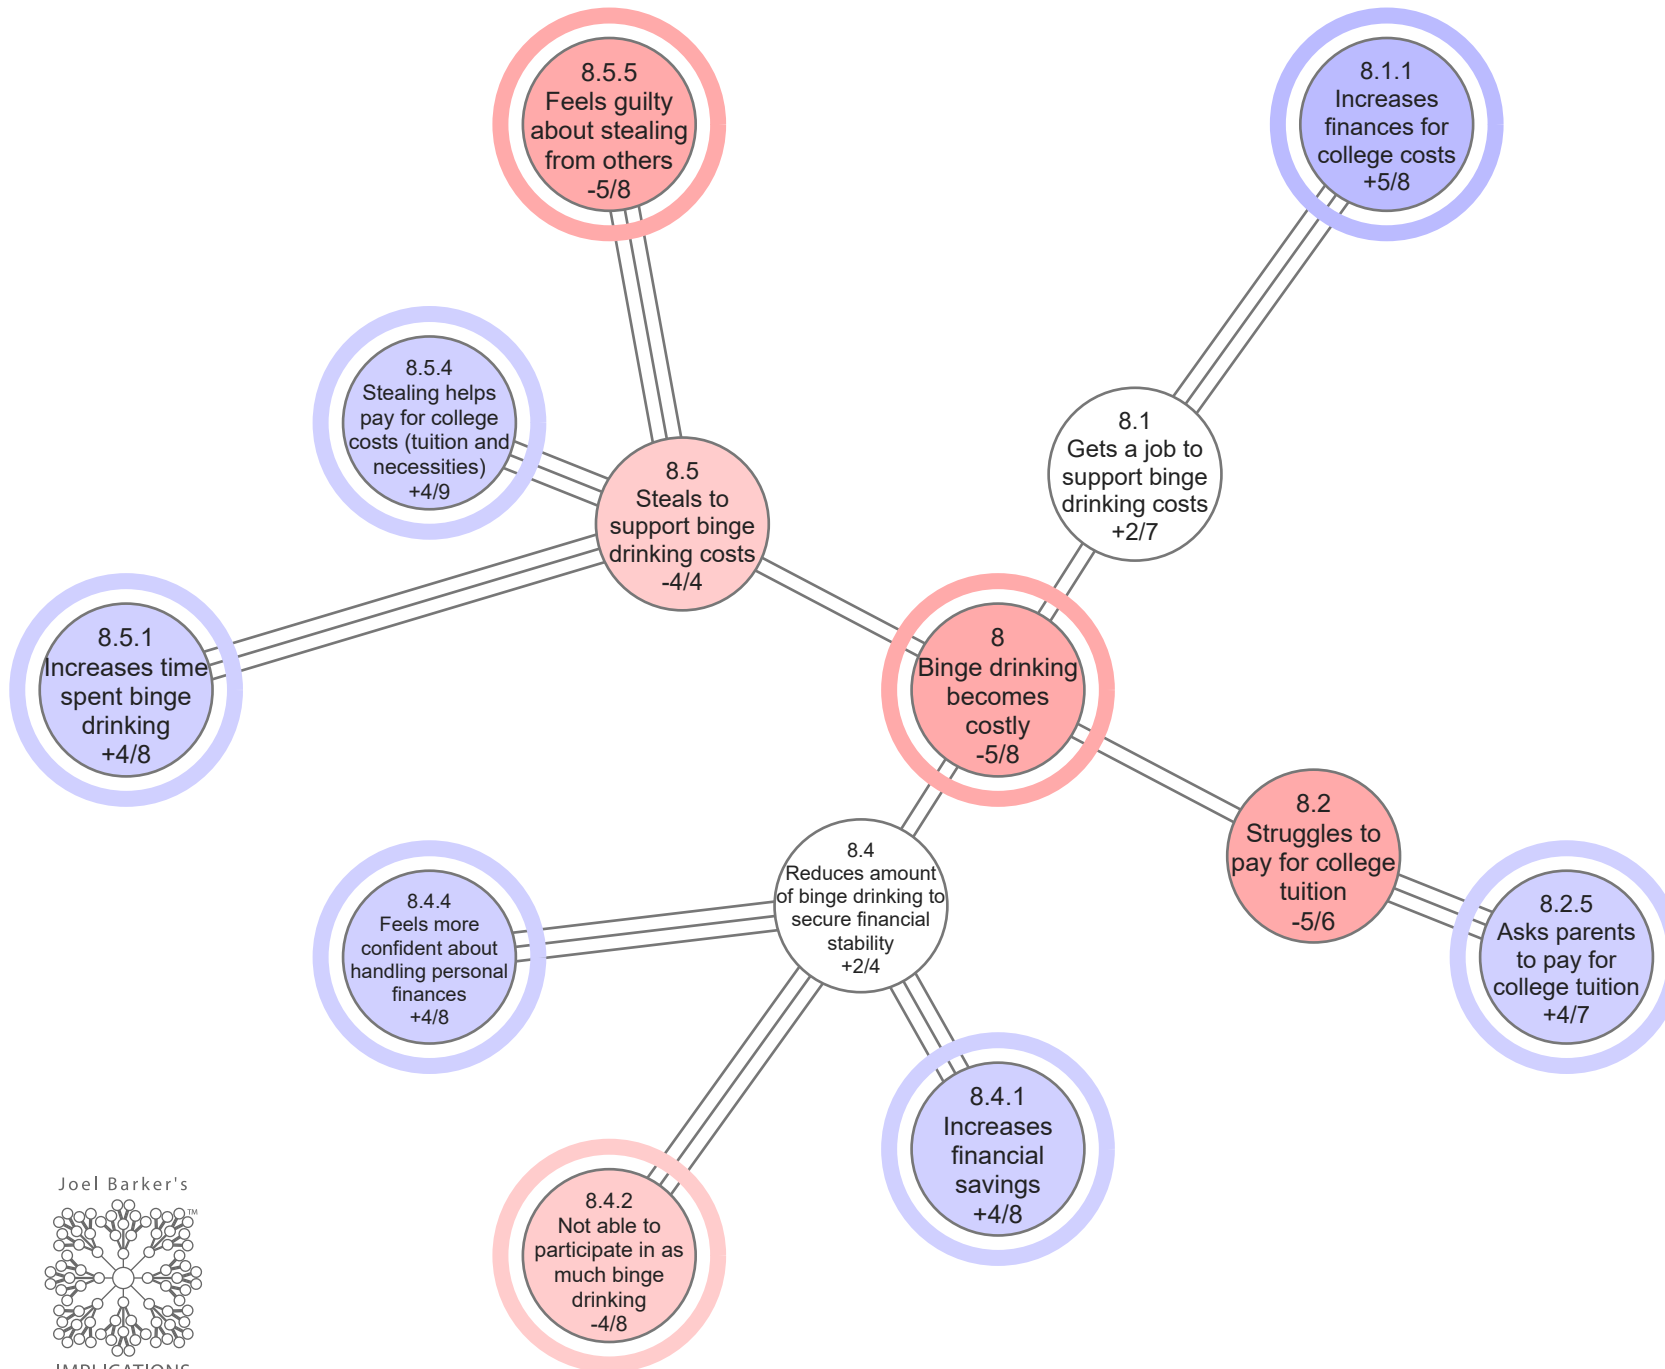 8.5.5
Feels guilty
about stealing
from others
-5/8
8.1.1
Increases
finances for
college costs
+5/8
8.5.4
Stealing helps
pay for college
costs (tuition and
necessities)
+4/9
8.5
Steals to
support binge
drinking costs
-4/4
8.1
Gets a job to
support binge
drinking costs
+2/7
8.5.1
Increases time
spent binge
drinking
+4/8
8
Binge drinking
becomes
costly
-5/8
8.2
Struggles to
pay for college
tuition
-5/6
8.2.5
Asks parents
to pay for
college tuition
+4/7
8.4
Reduces amount
of binge drinking to
secure financial
stability
+2/4
8.4.4
Feels more
confident about
handling personal
finances
+4/8
8.4.1
Increases
financial
savings
+4/8
8.4.2
Not able to
participate in as
much binge
drinking
-4/8
Joel Barker's
TM
IMPLICATIONS